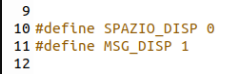 9
10 #define SPAZIO_DISP 0
11 #define MSG_DISP 1
12